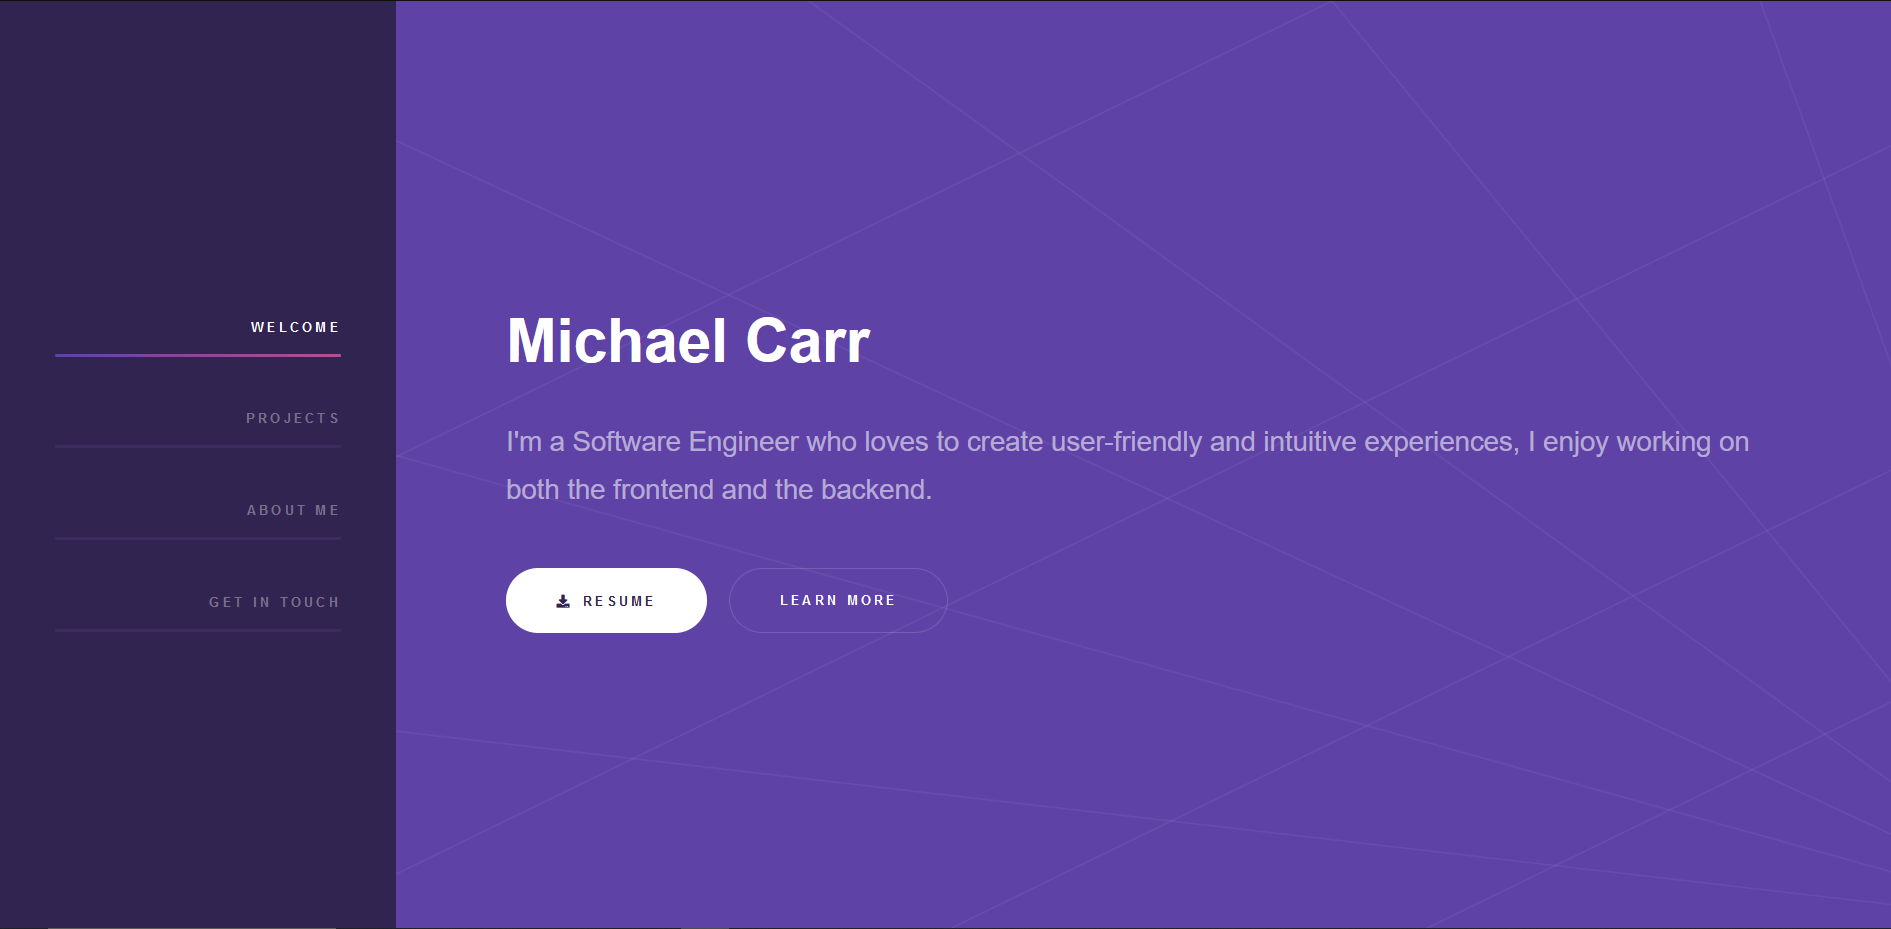 WELCOME
PROJECTS
ABOUT ME
GET IN TOUCH
Michael Carr
I'm a Software Engineer who loves to create user-friendly and intuitive experiences, I enjoy working on
both the frontend and the backend.
RESUME
LEARN MORE